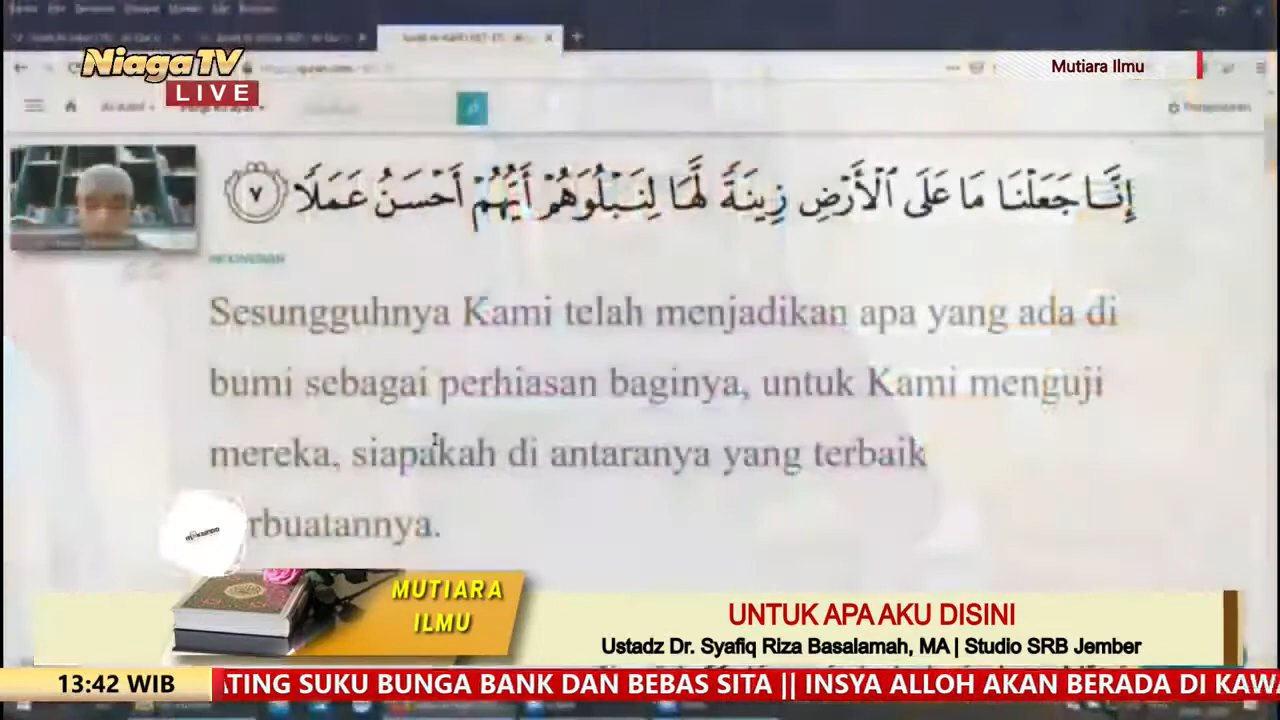 NiagaTV
LIVE
Mutiara Ilmu
إِنَّا جَعَلْنَا مَا عَلَى ٱلْأَرْضِ زِينَةً لَّهَا لِنَبْلُوَهُمْ أَيُّهُمْ أَحْسَنُ عَمَلًا ٧
Sesungguhnya Kami telah menjadikan apa yang ada di
bumi sebagai perhiasan baginya, untuk Kami menguji
mereka, siapakah di antaranya yang terbaik
rbuatannya.
MUTIARA
ILMU
UNTUK APA AKU DISINI
Ustadz Dr. Syafiq Riza Basalamah, MA | Studio SRB Jember
13:42 WIB
ATING SUKU BUNGA BANK DAN BEBAS SITA || INSYA ALLOH AKAN BERADA DI KAWA